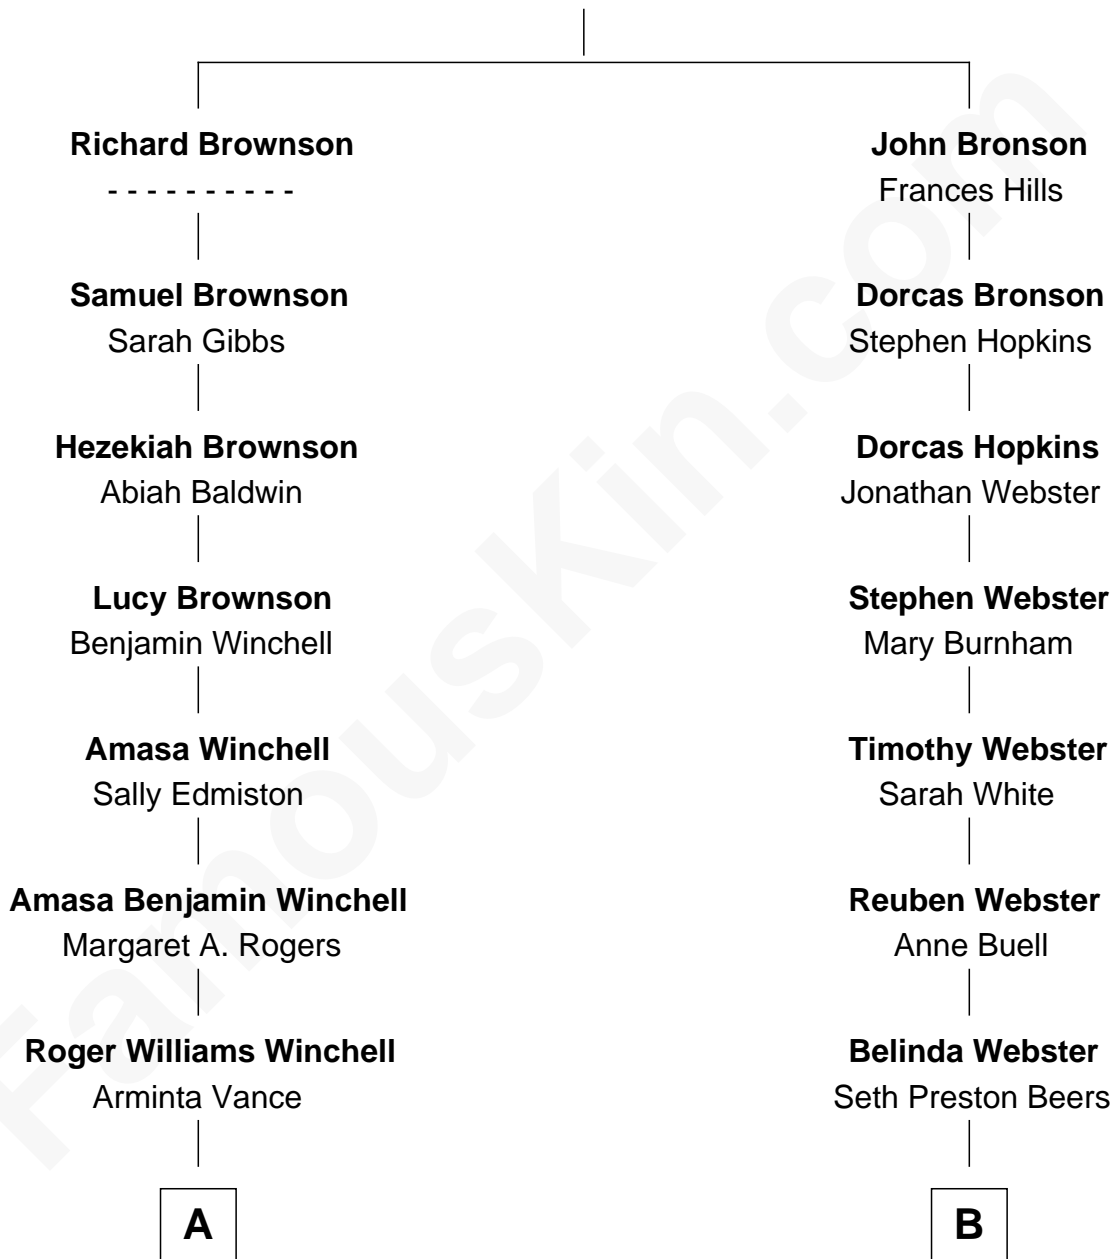 Richard Brownson
- - - - - - - - - -
Samuel Brownson
Sarah Gibbs
Hezekiah Brownson
Abiah Baldwin
Lucy Brownson
Benjamin Winchell
Amasa Winchell
Sally Edmiston
Amasa Benjamin Winchell
Margaret A. Rogers
Roger Williams Winchell
Arminta Vance
A
John Bronson
Frances Hills
Dorcas Bronson
Stephen Hopkins
Dorcas Hopkins
Jonathan Webster
Stephen Webster
Mary Burnham
Timothy Webster
Sarah White
Reuben Webster
Anne Buell
Belinda Webster
Seth Preston Beers
B
FamousKin.com